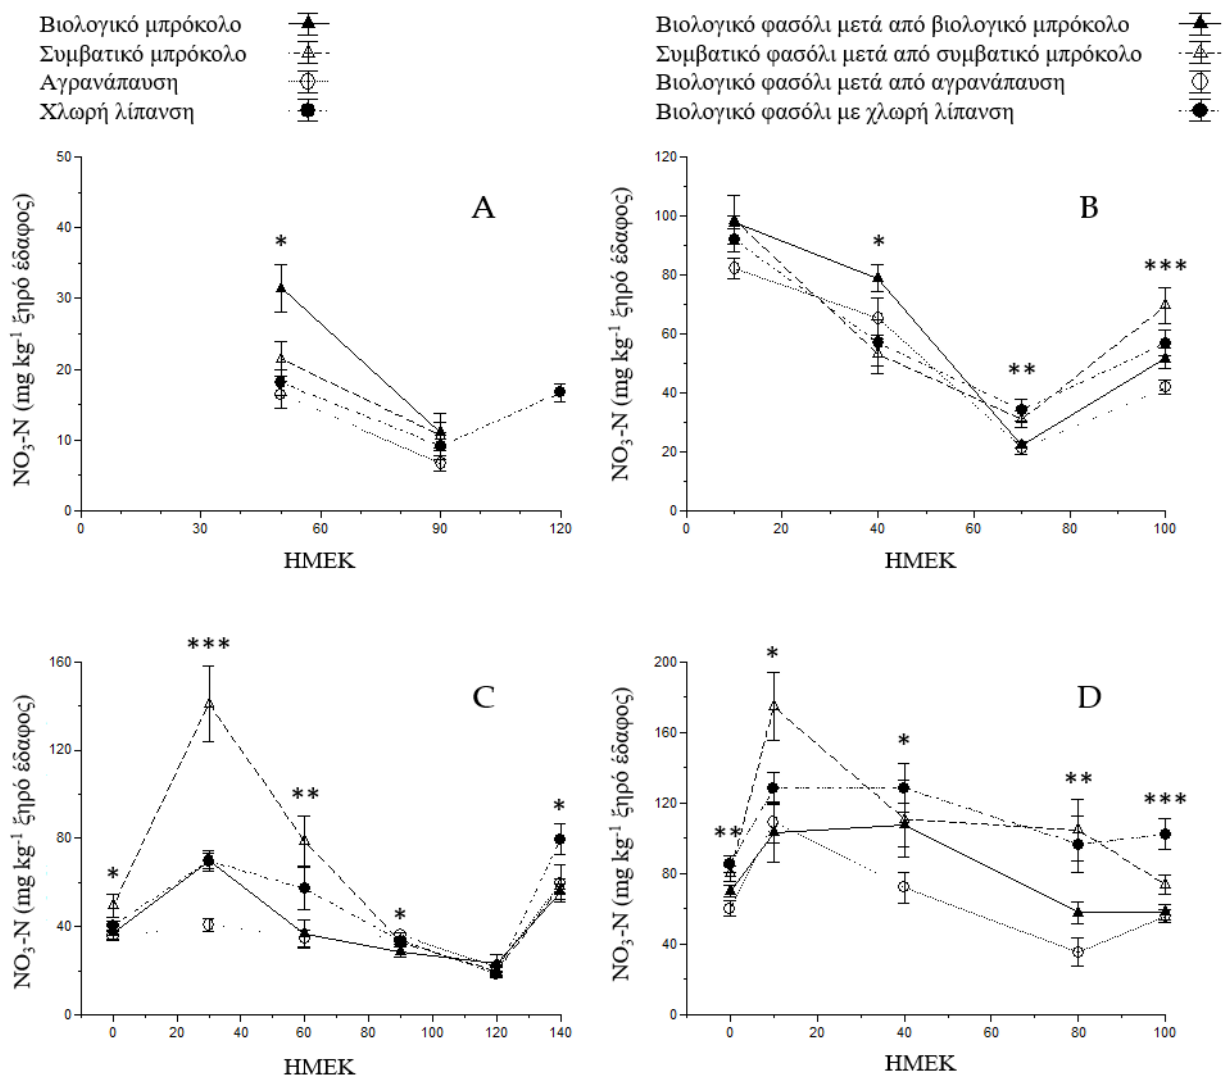 Βιολογικό μπρόκολο
Συμβατικό μπρόκολο
Αγρανάπαυση
Χλωρή λίπανση
Βιολογικό φασόλι μετά από βιολογικό μπρόκολο
Συμβατικό φασόλι μετά από συμβατικό μπρόκολο
Βιολογικό φασόλι μετά από αγρανάπαυση
Βιολογικό φασόλι με χλωρή λίπανση
NO₃-N (mg kg⁻¹ ξηρό έδαφος)
50
40
30
20
10
0
A
*
0 30 60 90 120
ΗΜΕΚ
NO₃-N (mg kg⁻¹ ξηρό έδαφος)
120
100
80
60
40
20
0
B
*
**
***
0 20 40 60 80 100
ΗΜΕΚ
NO₃-N (mg kg⁻¹ ξηρό έδαφος)
160
120
80
40
0
C
*
***
**
*
*
0 20 40 60 80 100 120 140
ΗΜΕΚ
NO₃-N (mg kg⁻¹ ξηρό έδαφος)
200
160
120
80
40
0
D
**
*
*
**
***
0 20 40 60 80 100
ΗΜΕΚ